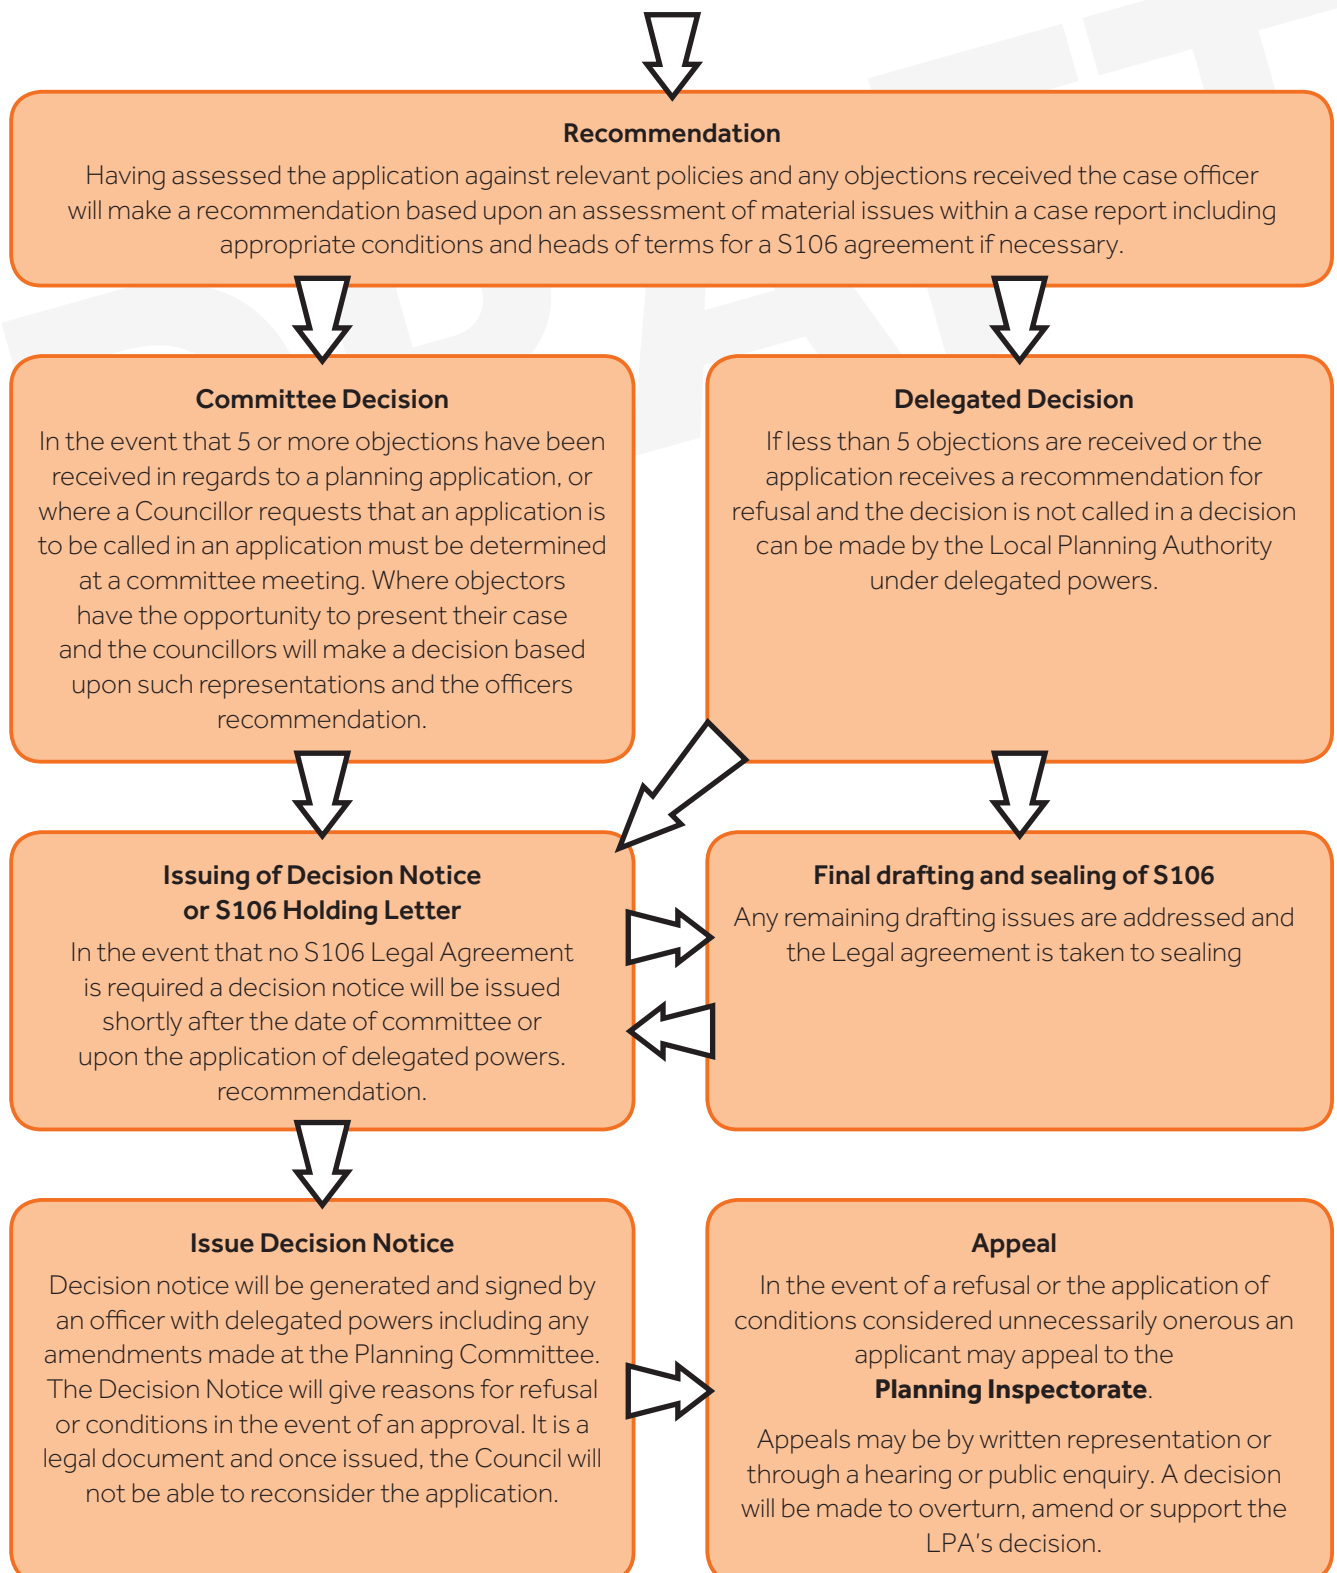 Recommendation
Having assessed the application against relevant policies and any objections received the case officer
will make a recommendation based upon an assessment of material issues within a case report including
appropriate conditions and heads of terms for a S106 agreement if necessary.
Committee Decision
In the event that 5 or more objections have been
received in regards to a planning application, or
where a Councillor requests that an application is
to be called in an application must be determined
at a committee meeting. Where objectors
have the opportunity to present their case
and the councillors will make a decision based
upon such representations and the officers
recommendation.
Delegated Decision
If less than 5 objections are received or the
application receives a recommendation for
refusal and the decision is not called in a decision
can be made by the Local Planning Authority
under delegated powers.
Issuing of Decision Notice
or S106 Holding Letter
In the event that no S106 Legal Agreement
is required a decision notice will be issued
shortly after the date of committee or
upon the application of delegated powers.
recommendation.
Final drafting and sealing of S106
Any remaining drafting issues are addressed and
the Legal agreement is taken to sealing
Issue Decision Notice
Decision notice will be generated and signed by
an officer with delegated powers including any
amendments made at the Planning Committee.
The Decision Notice will give reasons for refusal
or conditions in the event of an approval. It is a
legal document and once issued, the Council will
not be able to reconsider the application.
Appeal
In the event of a refusal or the application of
conditions considered unnecessarily onerous an
applicant may appeal to the
Planning Inspectorate.
Appeals may be by written representation or
through a hearing or public enquiry. A decision
will be made to overturn, amend or support the
LPA's decision.
DRAFT